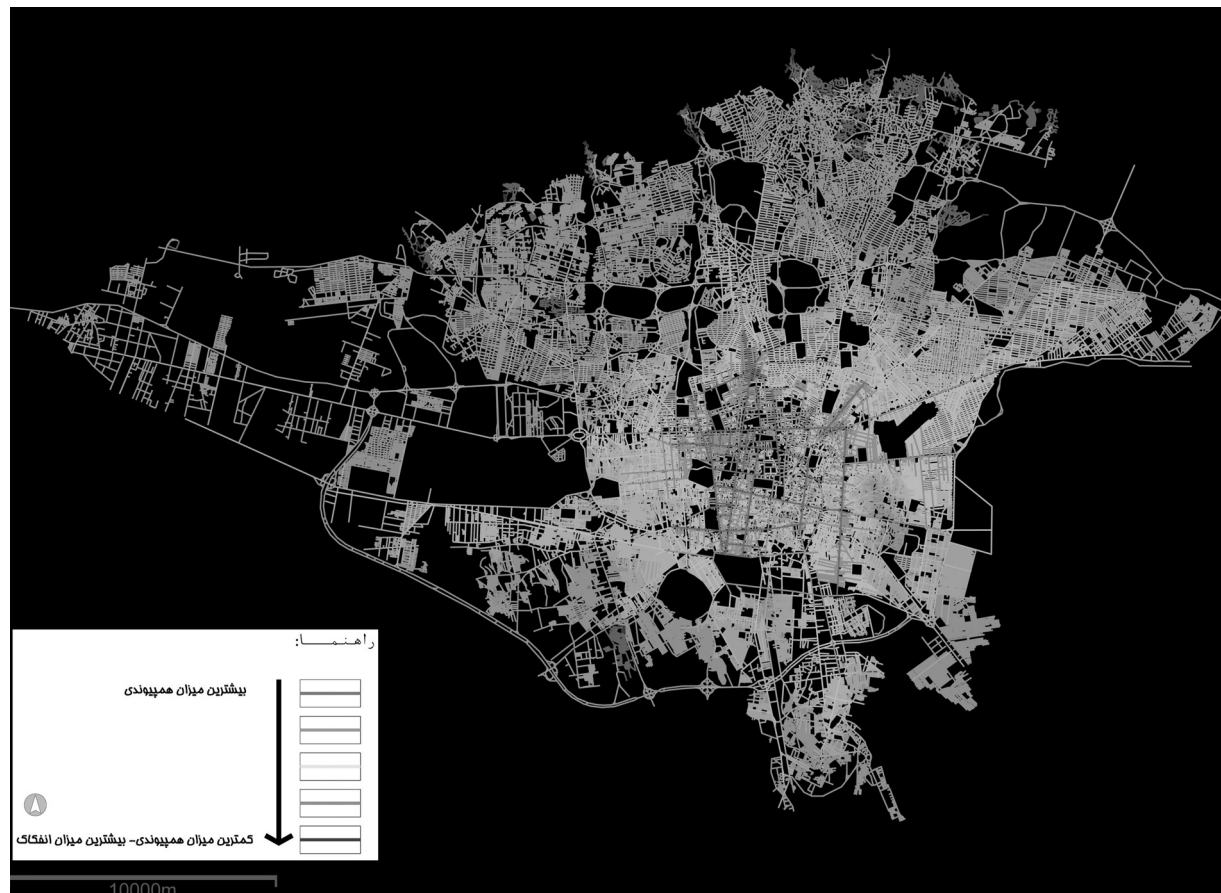 راهنما:
بیشترین میزان همپیوندی
کمترین میزان همپیوندی- بیشترین میزان انفکاک
10000m